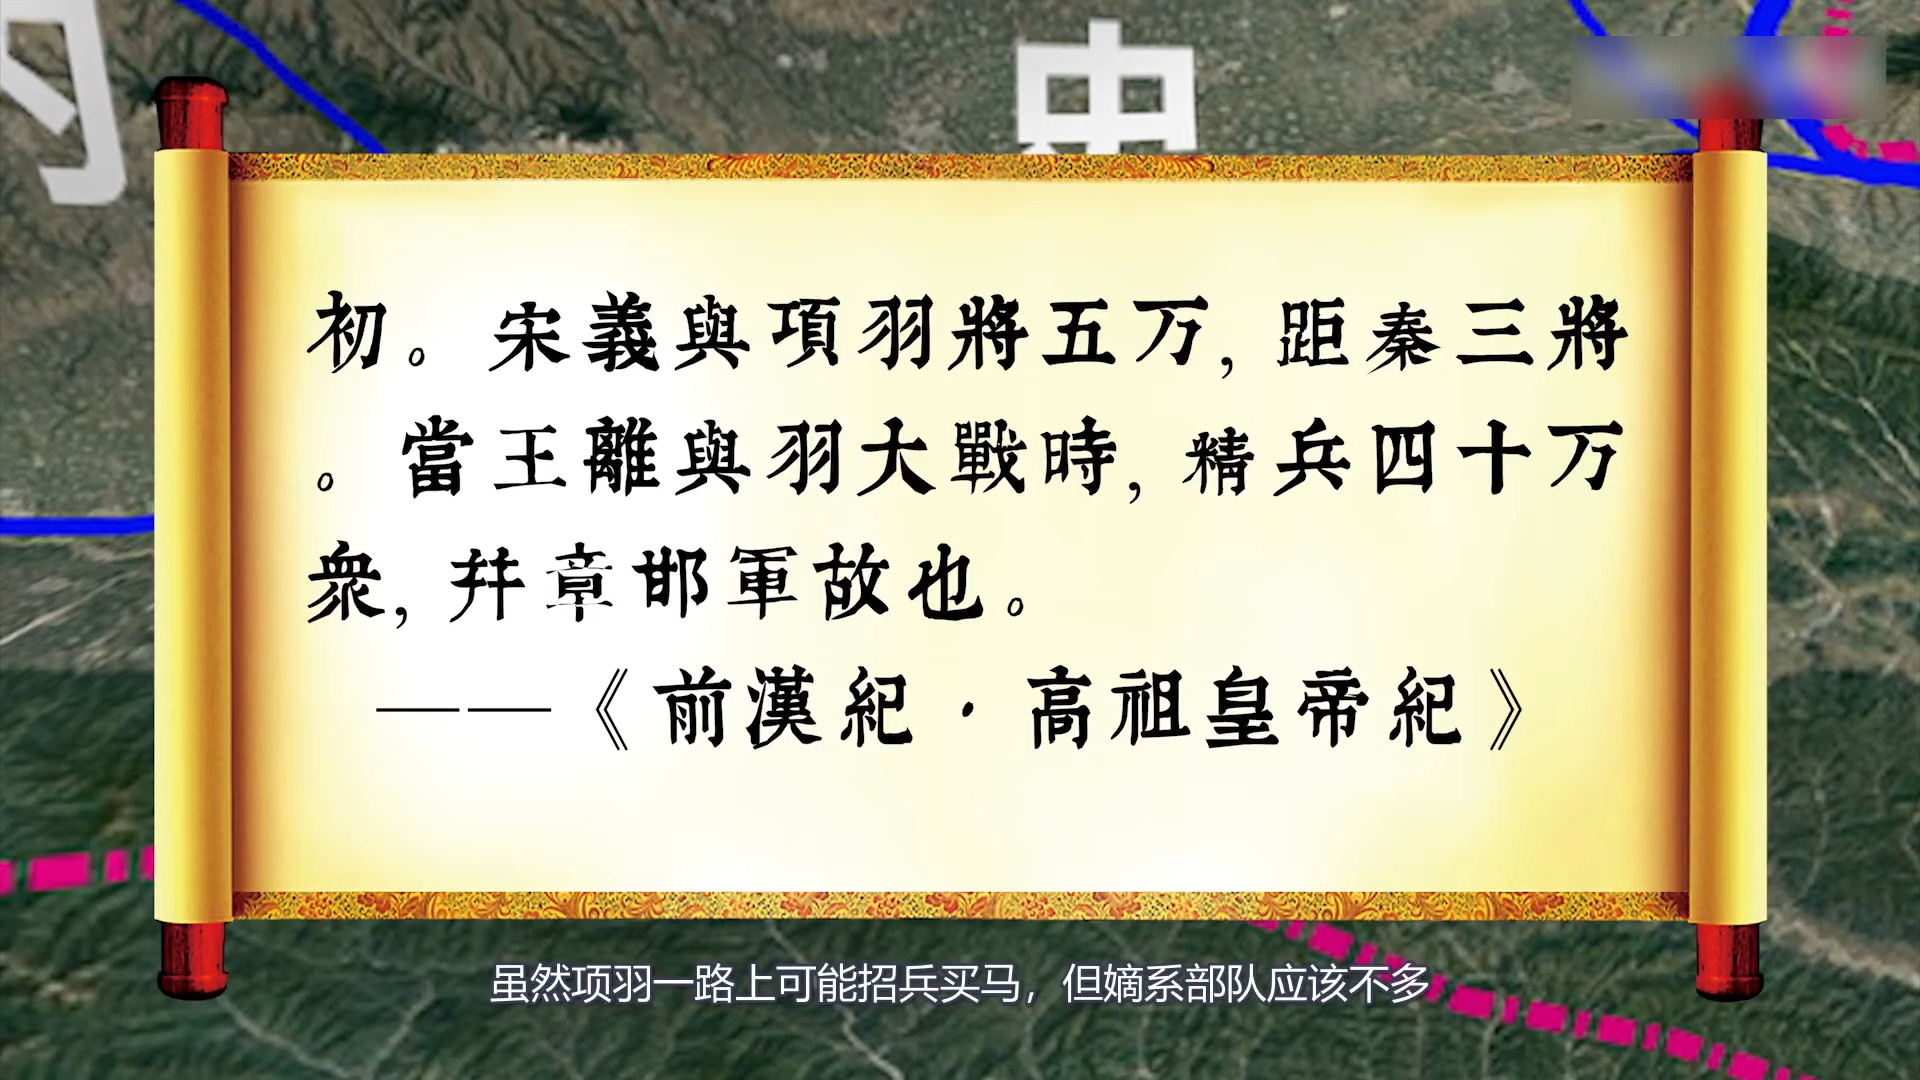 初。宋義與項羽將五万，距秦三將
。當王離與羽大戰時，精兵四十万
衆，并章邯軍故也。
——《前漢紀·高祖皇帝紀》
虽然项羽一路上可能招兵买马，但嫡系部队应该不多